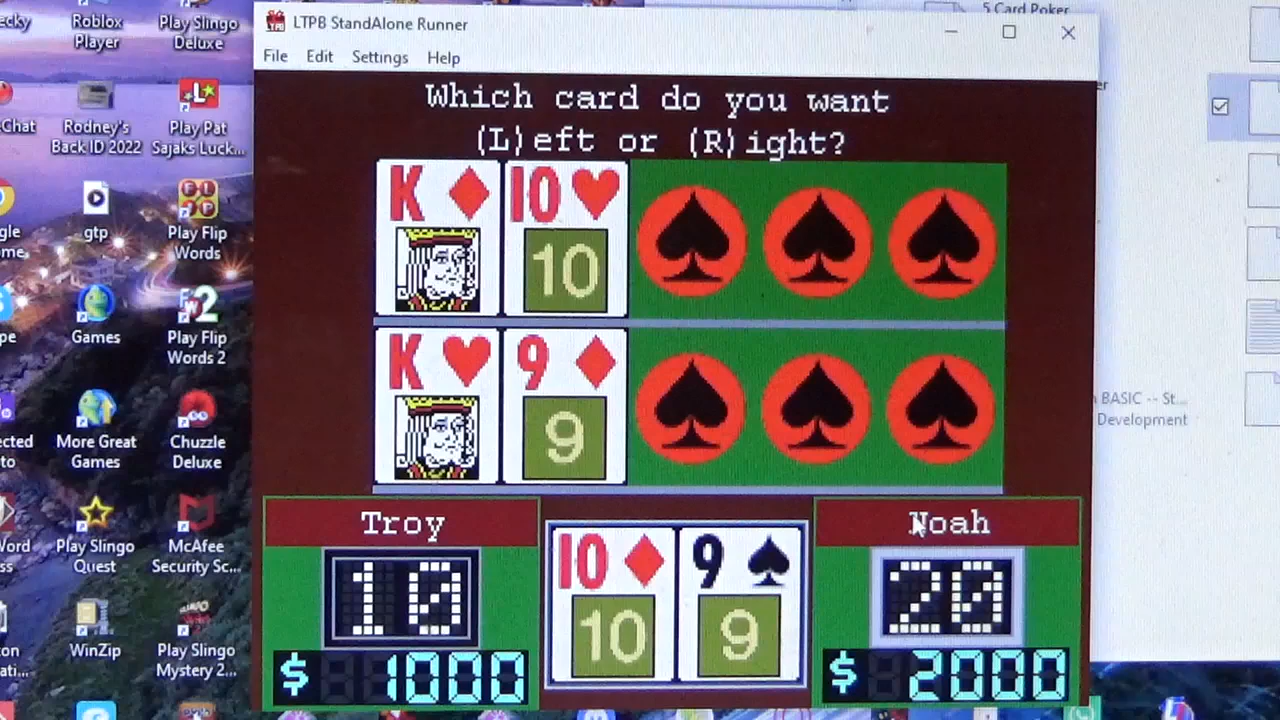 Roblox
Player
Play Slingo
Deluxe
Rodney's
Back ID 2022
Play Pat
Sajaks Luck...
gtp
Play Flip
Words
Games
Play Flip
Words 2
More Great
Games
Chuzzle
Deluxe
Play Slingo
Quest
McAfee
Security Sc...
WinZip
Play Slingo
Mystery 2...
LTPB StandAlone Runner
File Edit Settings Help
Which card do you want
(L)eft or (R)ight?
K 10
10
K 9
9
Troy
10
$ 1000
10 9
10 9
Noah
20
$ 2000
5 Card Poker
BASIC -- St...
Development